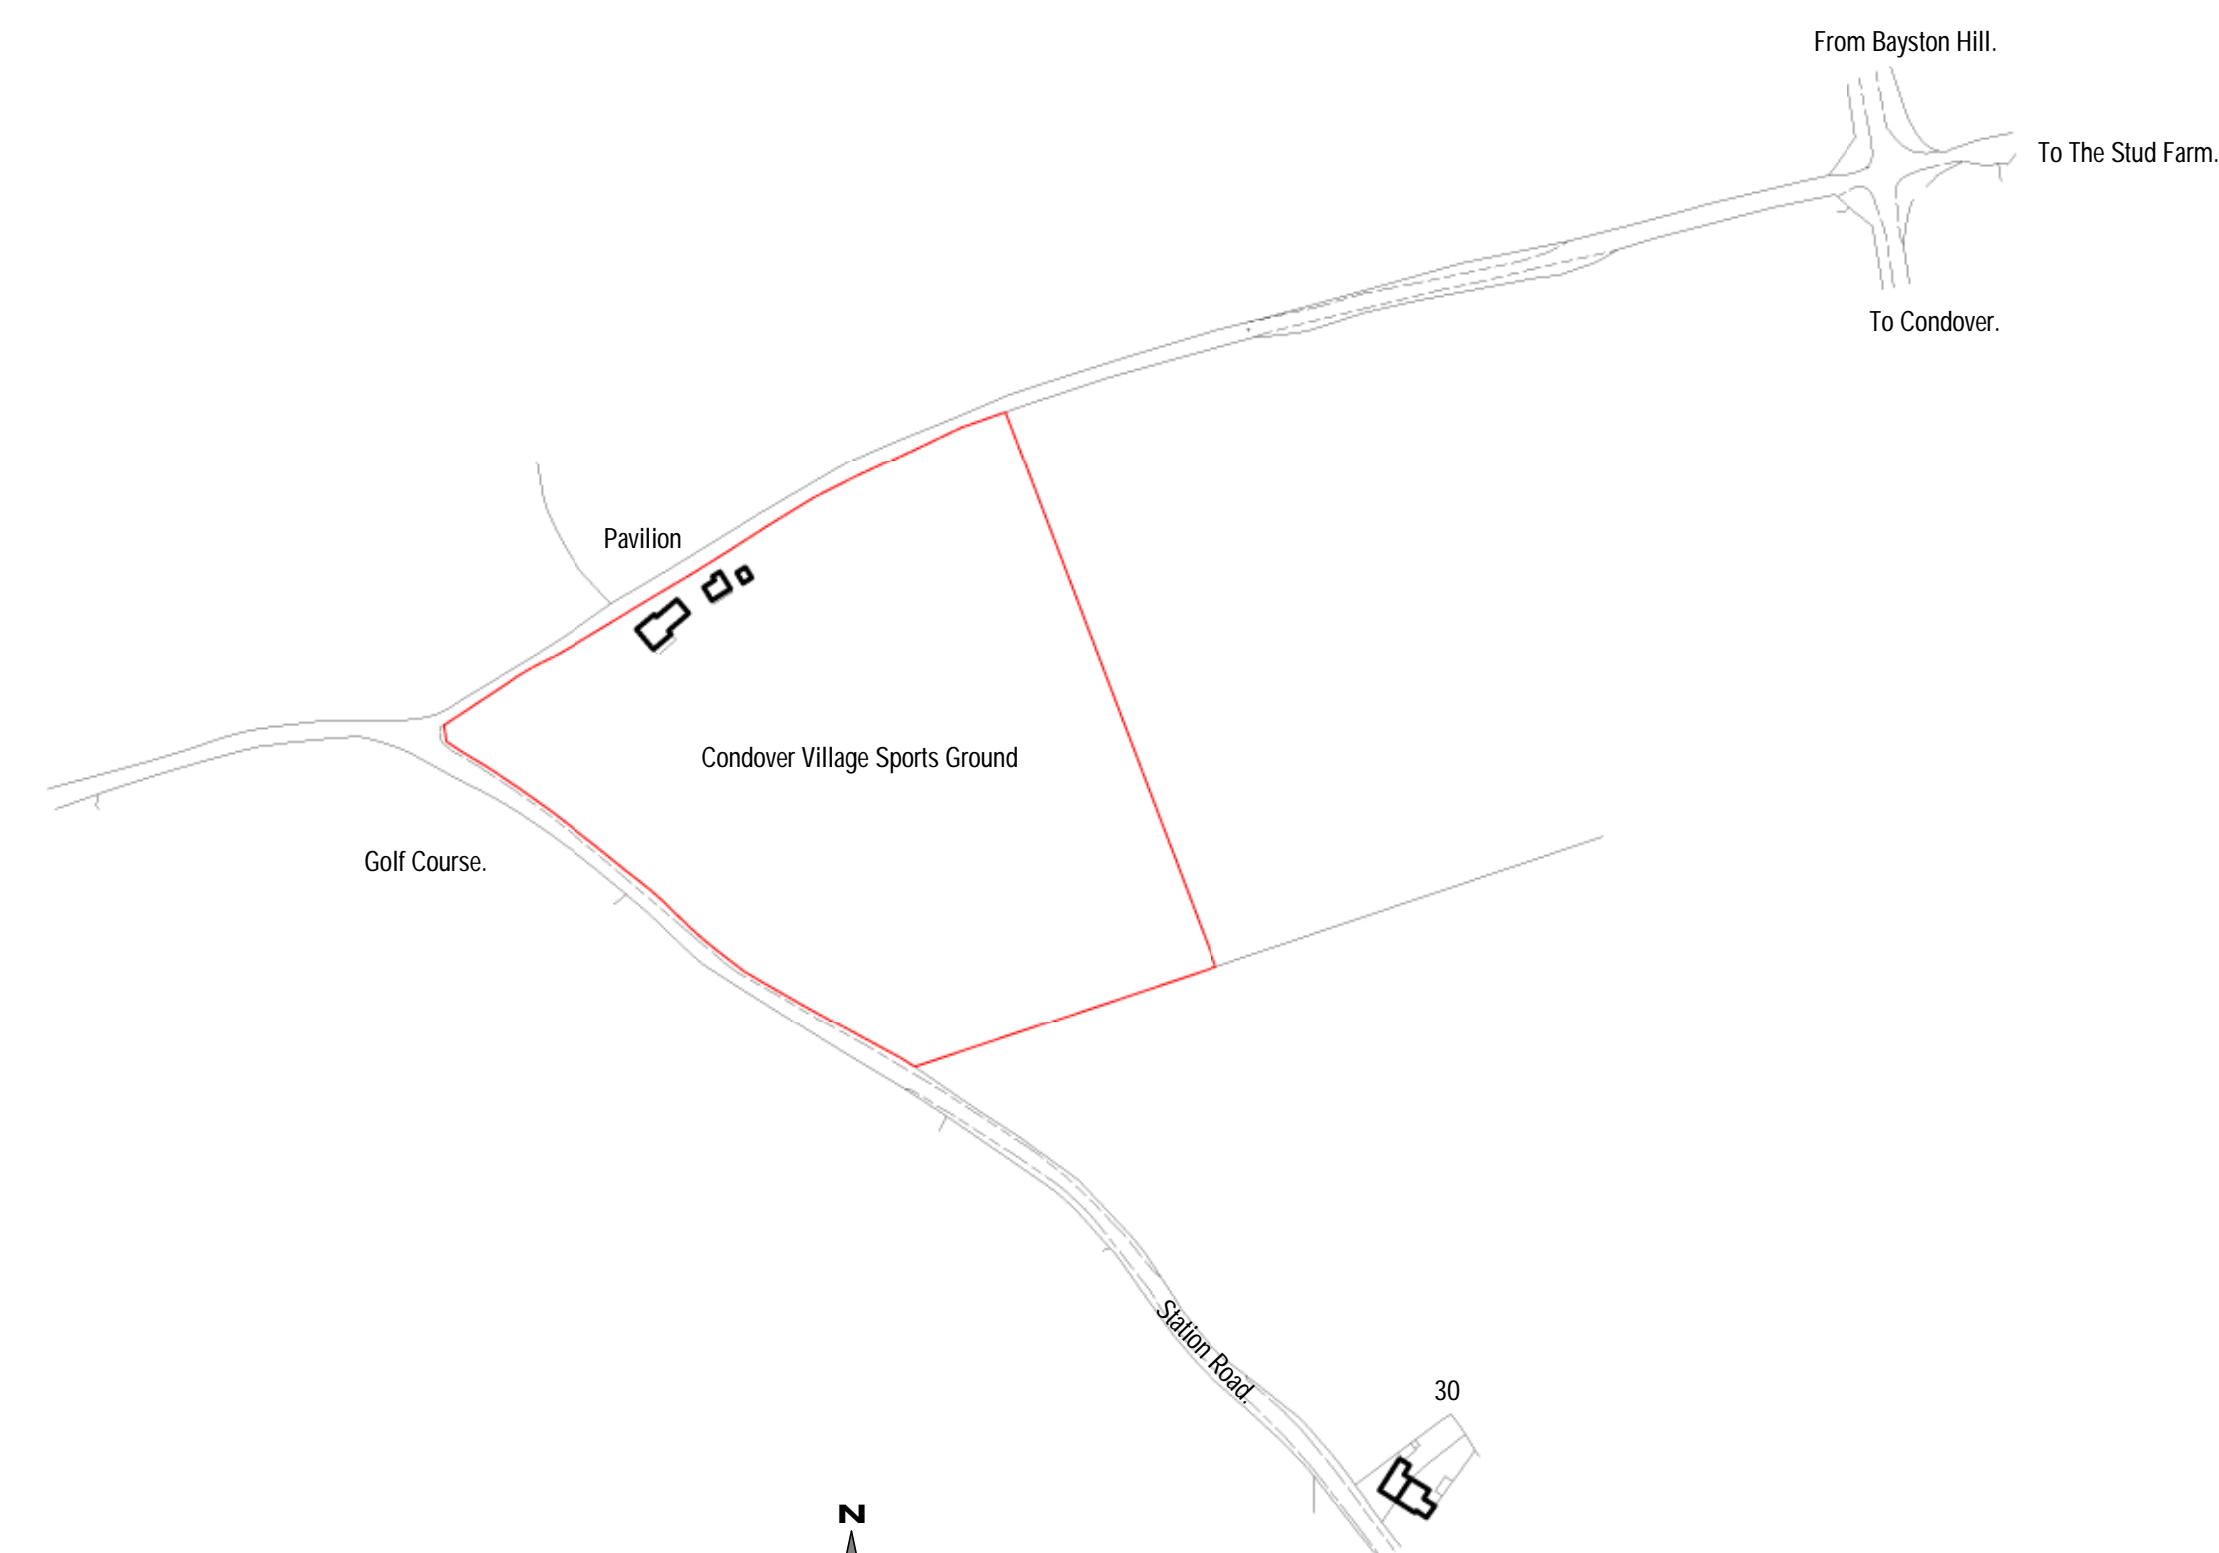 From Bayston Hill.
To The Stud Farm.
To Condover.
Pavilion
Condover Village Sports Ground
Golf Course.
Station Road.
30
N